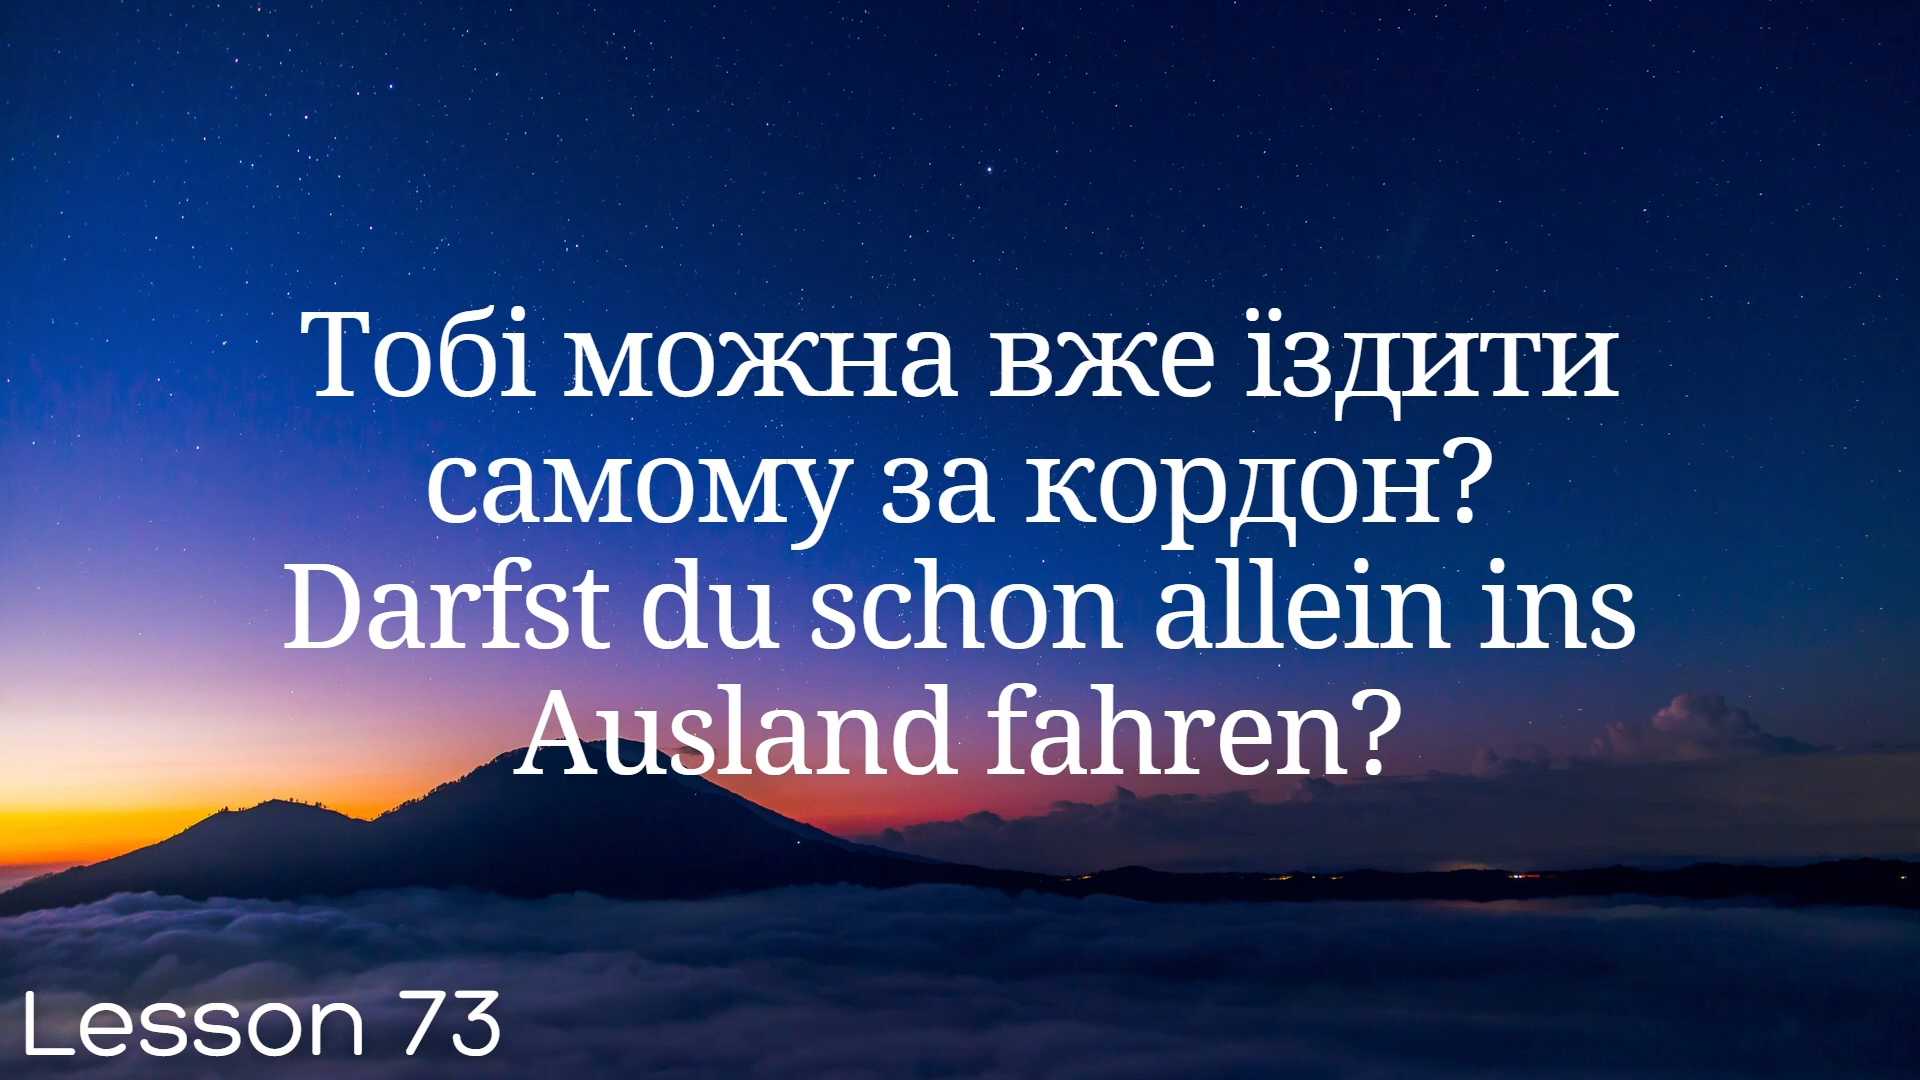 Тобі можна вже їздити
самому за кордон?
Darfst du schon allein ins
Ausland fahren?
Lesson 73